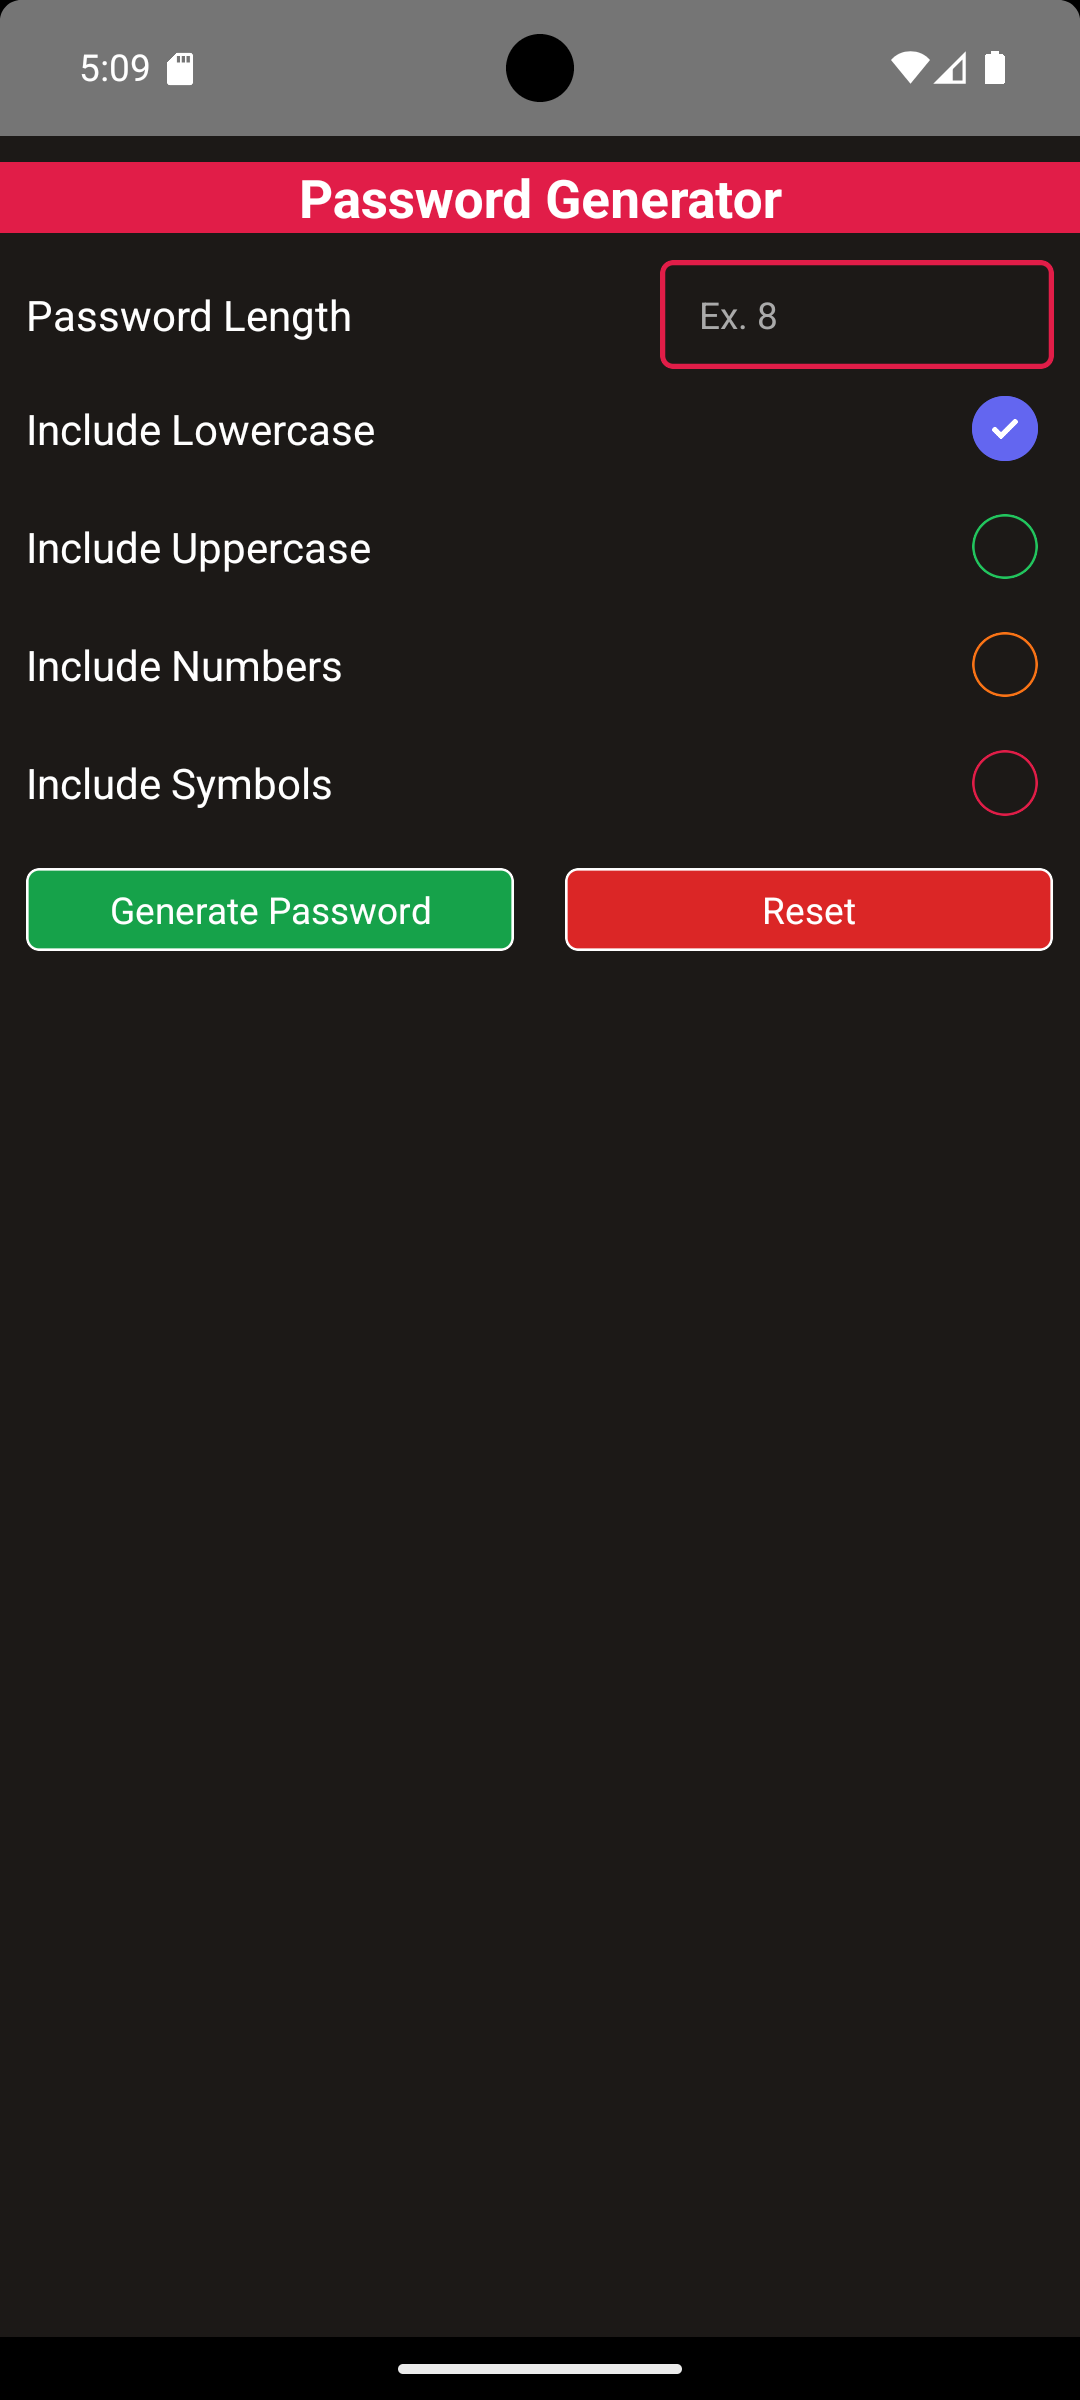 5:09
Password Generator
Password Length
Ex. 8
Include Lowercase
Include Uppercase
Include Numbers
Include Symbols
Generate Password
Reset